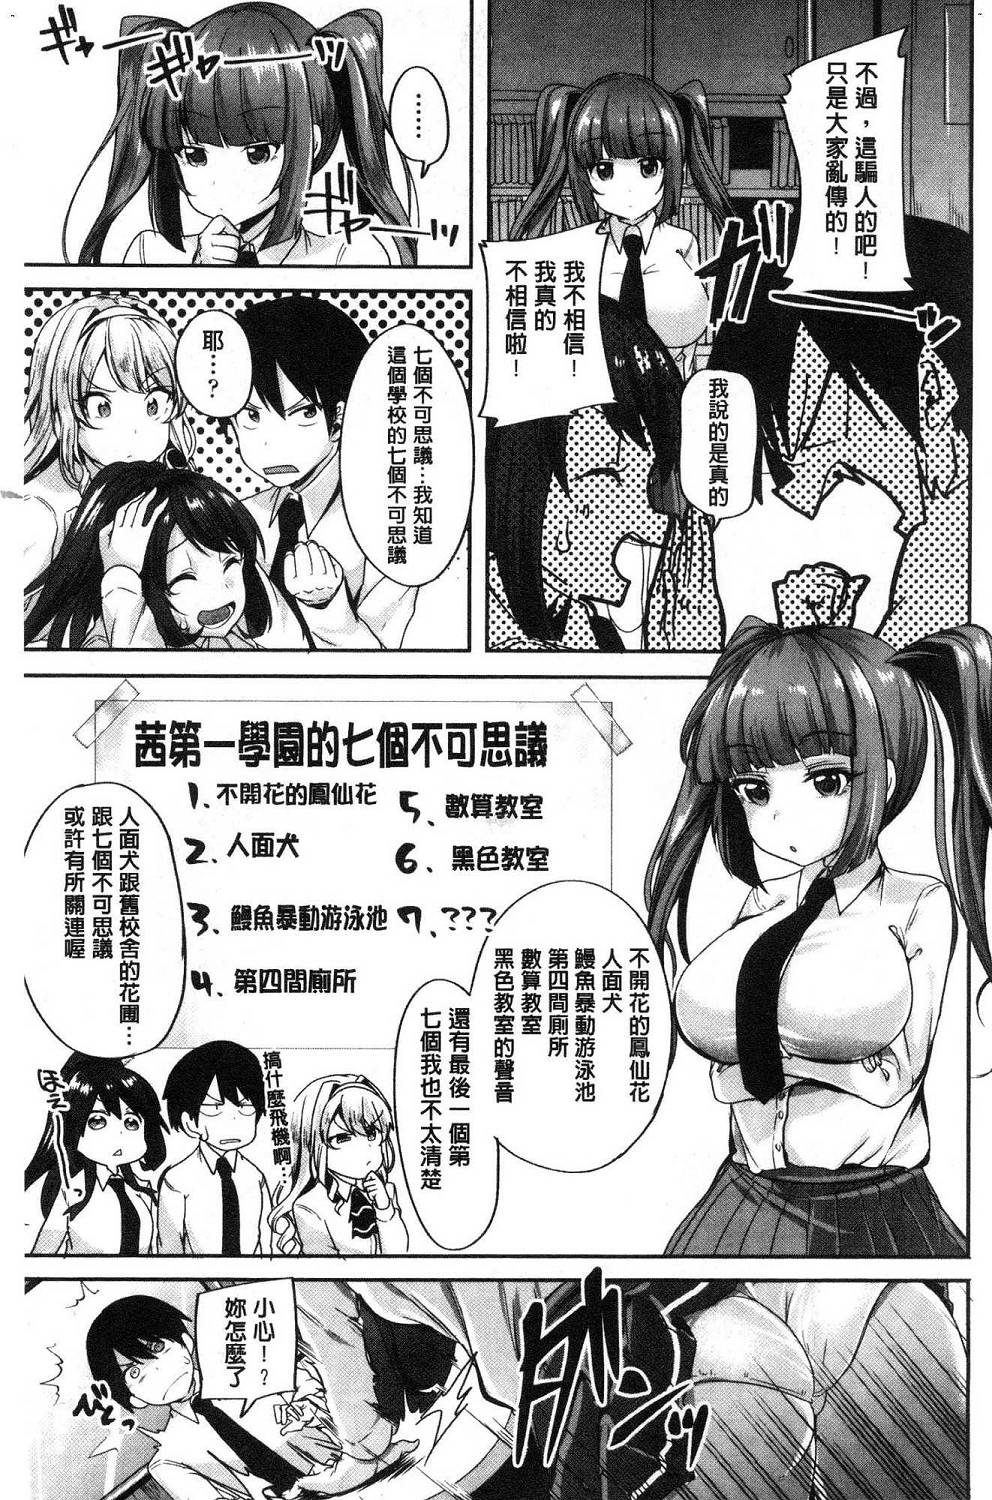 不過，這騙人的吧！
只是大家亂傳的！
我不相信！
我真的
不相信啦！
我說的是真的
ギャー
ギャー
ギャー
……
七個不可思議…我知道
這個學校的七個不可思議
耶…？
茜第一學園的七個不可思議
1、不開花的鳳仙花
2、人面犬
3、鰻魚暴動游泳池
4、第四間廁所
5、數算教室
6、黑色教室
7、???
不開花的鳳仙花
人面犬
鰻魚暴動游泳池
第四間廁所
數算教室
黑色教室的聲音
還有最後一個第
七個我也不太清楚
人面犬跟舊校舍的花圃…
跟七個不可思議
或許有所關連喔
搞什麼飛機啊…
ほえーっ
ガンッ
小心！？
妳怎麼了
びくっ